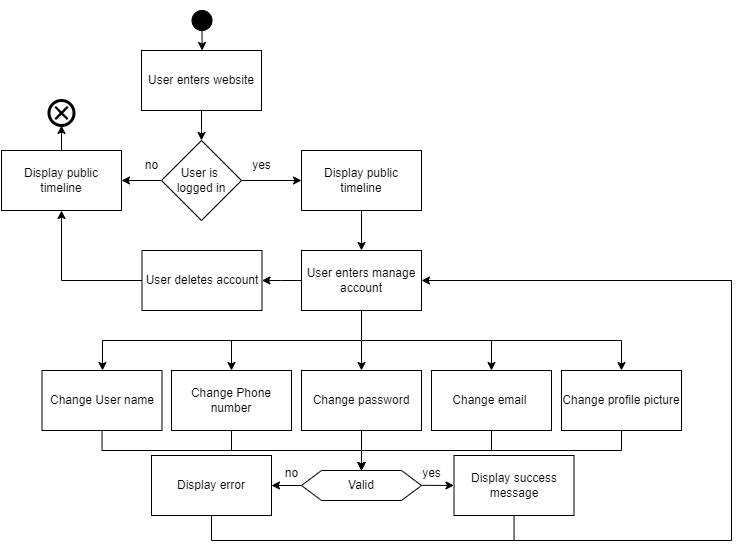 User enters website
no
User is
logged in
yes
Display public
timeline
Display public
timeline
User deletes account
User enters manage
account
Change User name
Change Phone
number
Change password
Change email
Change profile picture
Display error
no
Valid
yes
Display success
message